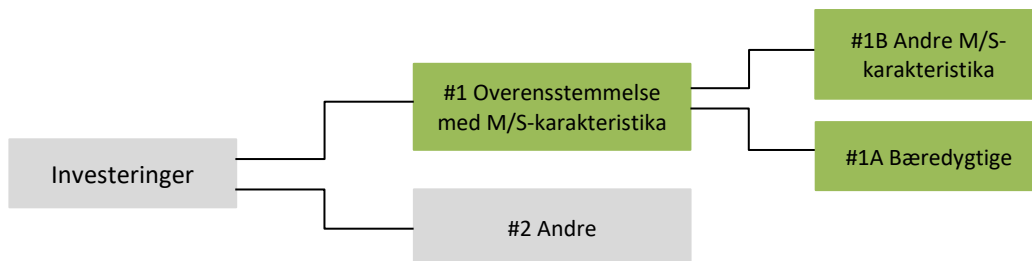 Investeringer
#1 Overensstemmelse
med M/S-karakteristika
#2 Andre
#1B Andre M/S-
karakteristika
#1A Bæredygtige